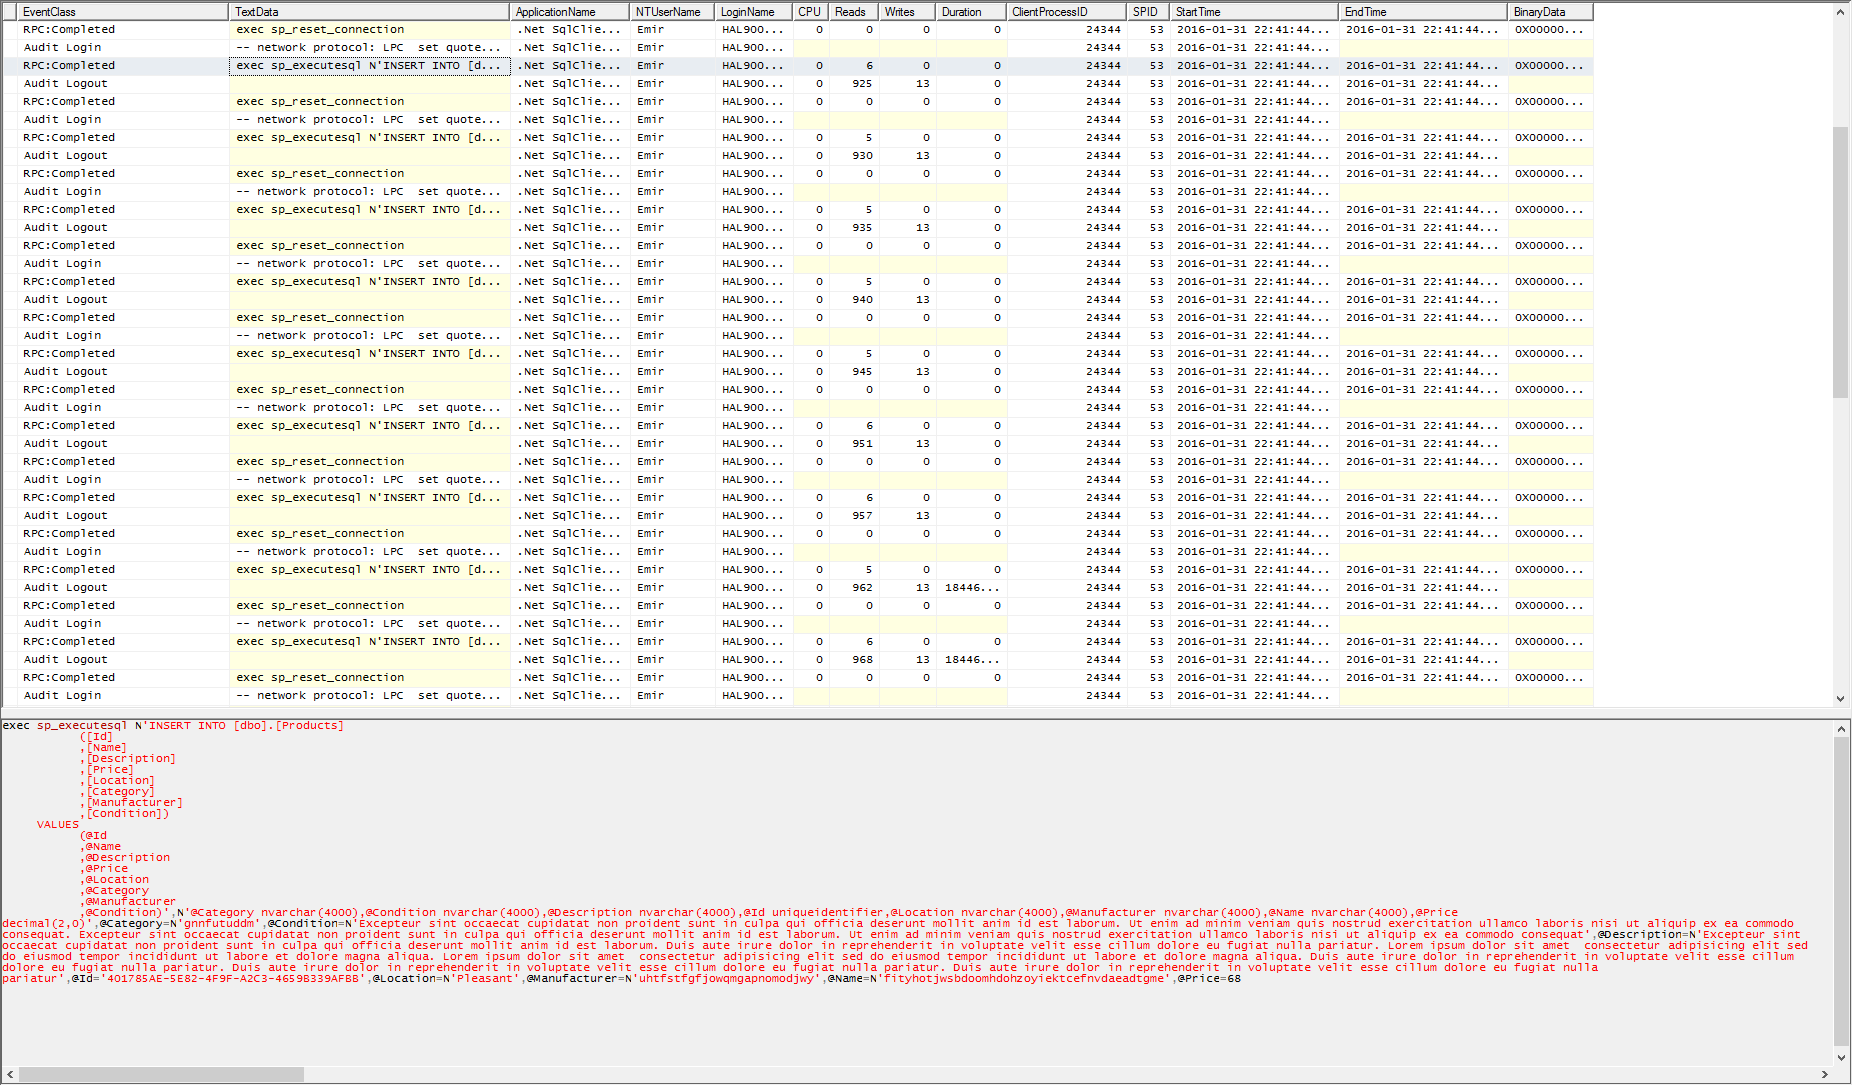 EventClass TextData ApplicationName NTUserName LoginName CPU Reads Writes Duration ClientProcessID SPID StartTime EndTime BinaryData
RPC:Completed exec sp_reset_connection .Net SqlClie... Emir HAL900... 0 0 0 0 24344 53 2016-01-31 22:41:44... 2016-01-31 22:41:44... 0X00000...
Audit Login -- network protocol: LPC  set quote... .Net SqlClie... Emir HAL900... 24344 53 2016-01-31 22:41:44...
RPC:Completed exec sp_executesql N'INSERT INTO [d... .Net SqlClie... Emir HAL900... 0 6 0 0 24344 53 2016-01-31 22:41:44... 2016-01-31 22:41:44... 0X00000...
Audit Logout .Net SqlClie... Emir HAL900... 0 925 13 0 24344 53 2016-01-31 22:41:44... 2016-01-31 22:41:44...
RPC:Completed exec sp_reset_connection .Net SqlClie... Emir HAL900... 0 0 0 0 24344 53 2016-01-31 22:41:44... 2016-01-31 22:41:44... 0X00000...
Audit Login -- network protocol: LPC  set quote... .Net SqlClie... Emir HAL900... 24344 53 2016-01-31 22:41:44...
RPC:Completed exec sp_executesql N'INSERT INTO [d... .Net SqlClie... Emir HAL900... 0 5 0 0 24344 53 2016-01-31 22:41:44... 2016-01-31 22:41:44... 0X00000...
Audit Logout .Net SqlClie... Emir HAL900... 0 930 13 0 24344 53 2016-01-31 22:41:44... 2016-01-31 22:41:44...
RPC:Completed exec sp_reset_connection .Net SqlClie... Emir HAL900... 0 0 0 0 24344 53 2016-01-31 22:41:44... 2016-01-31 22:41:44... 0X00000...
Audit Login -- network protocol: LPC  set quote... .Net SqlClie... Emir HAL900... 24344 53 2016-01-31 22:41:44...
RPC:Completed exec sp_executesql N'INSERT INTO [d... .Net SqlClie... Emir HAL900... 0 5 0 0 24344 53 2016-01-31 22:41:44... 2016-01-31 22:41:44... 0X00000...
Audit Logout .Net SqlClie... Emir HAL900... 0 935 13 0 24344 53 2016-01-31 22:41:44... 2016-01-31 22:41:44...
RPC:Completed exec sp_reset_connection .Net SqlClie... Emir HAL900... 0 0 0 0 24344 53 2016-01-31 22:41:44... 2016-01-31 22:41:44... 0X00000...
Audit Login -- network protocol: LPC  set quote... .Net SqlClie... Emir HAL900... 24344 53 2016-01-31 22:41:44...
RPC:Completed exec sp_executesql N'INSERT INTO [d... .Net SqlClie... Emir HAL900... 0 5 0 0 24344 53 2016-01-31 22:41:44... 2016-01-31 22:41:44... 0X00000...
Audit Logout .Net SqlClie... Emir HAL900... 0 940 13 0 24344 53 2016-01-31 22:41:44... 2016-01-31 22:41:44...
RPC:Completed exec sp_reset_connection .Net SqlClie... Emir HAL900... 0 0 0 0 24344 53 2016-01-31 22:41:44... 2016-01-31 22:41:44... 0X00000...
Audit Login -- network protocol: LPC  set quote... .Net SqlClie... Emir HAL900... 24344 53 2016-01-31 22:41:44...
RPC:Completed exec sp_executesql N'INSERT INTO [d... .Net SqlClie... Emir HAL900... 0 5 0 0 24344 53 2016-01-31 22:41:44... 2016-01-31 22:41:44... 0X00000...
Audit Logout .Net SqlClie... Emir HAL900... 0 945 13 0 24344 53 2016-01-31 22:41:44... 2016-01-31 22:41:44...
RPC:Completed exec sp_reset_connection .Net SqlClie... Emir HAL900... 0 0 0 0 24344 53 2016-01-31 22:41:44... 2016-01-31 22:41:44... 0X00000...
Audit Login -- network protocol: LPC  set quote... .Net SqlClie... Emir HAL900... 24344 53 2016-01-31 22:41:44...
RPC:Completed exec sp_executesql N'INSERT INTO [d... .Net SqlClie... Emir HAL900... 0 6 0 0 24344 53 2016-01-31 22:41:44... 2016-01-31 22:41:44... 0X00000...
Audit Logout .Net SqlClie... Emir HAL900... 0 951 13 0 24344 53 2016-01-31 22:41:44... 2016-01-31 22:41:44...
RPC:Completed exec sp_reset_connection .Net SqlClie... Emir HAL900... 0 0 0 0 24344 53 2016-01-31 22:41:44... 2016-01-31 22:41:44... 0X00000...
Audit Login -- network protocol: LPC  set quote... .Net SqlClie... Emir HAL900... 24344 53 2016-01-31 22:41:44...
RPC:Completed exec sp_executesql N'INSERT INTO [d... .Net SqlClie... Emir HAL900... 0 6 0 0 24344 53 2016-01-31 22:41:44... 2016-01-31 22:41:44... 0X00000...
Audit Logout .Net SqlClie... Emir HAL900... 0 957 13 0 24344 53 2016-01-31 22:41:44... 2016-01-31 22:41:44...
RPC:Completed exec sp_reset_connection .Net SqlClie... Emir HAL900... 0 0 0 0 24344 53 2016-01-31 22:41:44... 2016-01-31 22:41:44... 0X00000...
Audit Login -- network protocol: LPC  set quote... .Net SqlClie... Emir HAL900... 24344 53 2016-01-31 22:41:44...
RPC:Completed exec sp_executesql N'INSERT INTO [d... .Net SqlClie... Emir HAL900... 0 5 0 0 24344 53 2016-01-31 22:41:44... 2016-01-31 22:41:44... 0X00000...
Audit Logout .Net SqlClie... Emir HAL900... 0 962 13 18446... 24344 53 2016-01-31 22:41:44... 2016-01-31 22:41:44...
RPC:Completed exec sp_reset_connection .Net SqlClie... Emir HAL900... 0 0 0 0 24344 53 2016-01-31 22:41:44... 2016-01-31 22:41:44... 0X00000...
Audit Login -- network protocol: LPC  set quote... .Net SqlClie... Emir HAL900... 24344 53 2016-01-31 22:41:44...
RPC:Completed exec sp_executesql N'INSERT INTO [d... .Net SqlClie... Emir HAL900... 0 6 0 0 24344 53 2016-01-31 22:41:44... 2016-01-31 22:41:44... 0X00000...
Audit Logout .Net SqlClie... Emir HAL900... 0 968 13 18446... 24344 53 2016-01-31 22:41:44... 2016-01-31 22:41:44...
RPC:Completed exec sp_reset_connection .Net SqlClie... Emir HAL900... 0 0 0 0 24344 53 2016-01-31 22:41:44... 2016-01-31 22:41:44... 0X00000...
Audit Login -- network protocol: LPC  set quote... .Net SqlClie... Emir HAL900... 24344 53 2016-01-31 22:41:44...
exec sp_executesql N'INSERT INTO [dbo].[Products]
([Id]
,[Name]
,[Description]
,[Price]
,[Location]
,[Category]
,[Manufacturer]
,[Condition])
VALUES
(@Id
,@Name
,@Description
,@Price
,@Location
,@Category
,@Manufacturer
,@Condition)',N'@Category nvarchar(4000),@Condition nvarchar(4000),@Description nvarchar(4000),@Id uniqueidentifier,@Location nvarchar(4000),@Manufacturer nvarchar(4000),@Name nvarchar(4000),@Price
decimal(2,0)',@Category=N'gnnfutuddm',@Condition=N'Excepteur sint occaecat cupidatat non proident sunt in culpa qui officia deserunt mollit anim id est laborum. Ut enim ad minim veniam quis nostrud exercitation ullamco laboris nisi ut aliquip ex ea commodo
consequat. Excepteur sint occaecat cupidatat non proident sunt in culpa qui officia deserunt mollit anim id est laborum. Ut enim ad minim veniam quis nostrud exercitation ullamco laboris nisi ut aliquip ex ea commodo consequat',@Description=N'Excepteur sint
occaecat cupidatat non proident sunt in culpa qui officia deserunt mollit anim id est laborum. Duis aute irure dolor in reprehenderit in voluptate velit esse cillum dolore eu fugiat nulla pariatur. Lorem ipsum dolor sit amet  consectetur adipisicing elit sed
do eiusmod tempor incididunt ut labore et dolore magna aliqua. Lorem ipsum dolor sit amet  consectetur adipisicing elit sed do eiusmod tempor incididunt ut labore et dolore magna aliqua. Duis aute irure dolor in reprehenderit in voluptate velit esse cillum
dolore eu fugiat nulla pariatur. Duis aute irure dolor in reprehenderit in voluptate velit esse cillum dolore eu fugiat nulla pariatur. Duis aute irure dolor in reprehenderit in voluptate velit esse cillum dolore eu fugiat nulla
pariatur',@Id='401785AE-5E82-4F9F-A2C3-4659B339AFBB',@Location=N'Pleasant',@Manufacturer=N'uhtfstfgfjowqmgapnomodjwy',@Name=N'fityhotjwsbdoomhdohzoyiektcefnvdaeadtgme',@Price=68